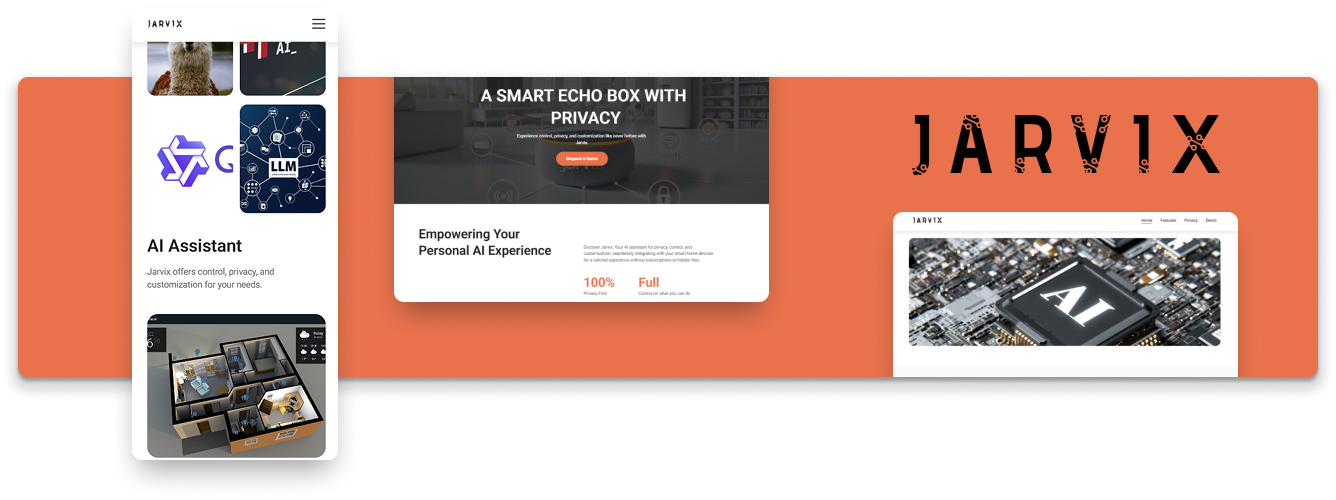 JARVIX
AI_
Q
LLM
AI Assistant
Jarvix offers control, privacy, and
customization for your needs.
A SMART ECHO BOX WITH
PRIVACY
Experience control, privacy, and customization like never before with
Jarvix.
Request a Demo
Empowering Your
Personal AI Experience
Discover Jarvix: Your AI assistant for privacy, control, and
customization, seamlessly integrating with your smart home devices
for a tailored experience without subscriptions or hidden fees.
100%
Privacy First
Full
Control on what you can do
JARVIX
JARVIX
Home Features Privacy Demo
AI